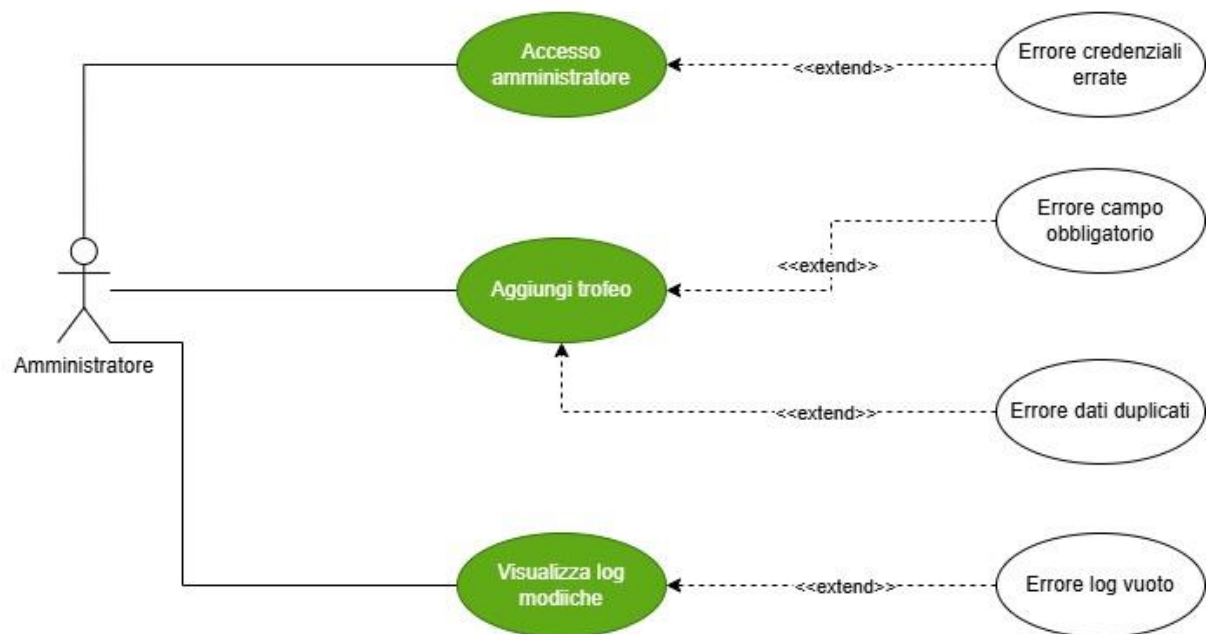 Accesso
amministratore
<<extend>>
Errore credenziali
errate
Errore campo
obbligatorio
<<extend>>
Aggiungi trofeo
Amministratore
<<extend>>
Errore dati duplicati
Visualizza log
modiiche
<<extend>>
Errore log vuoto